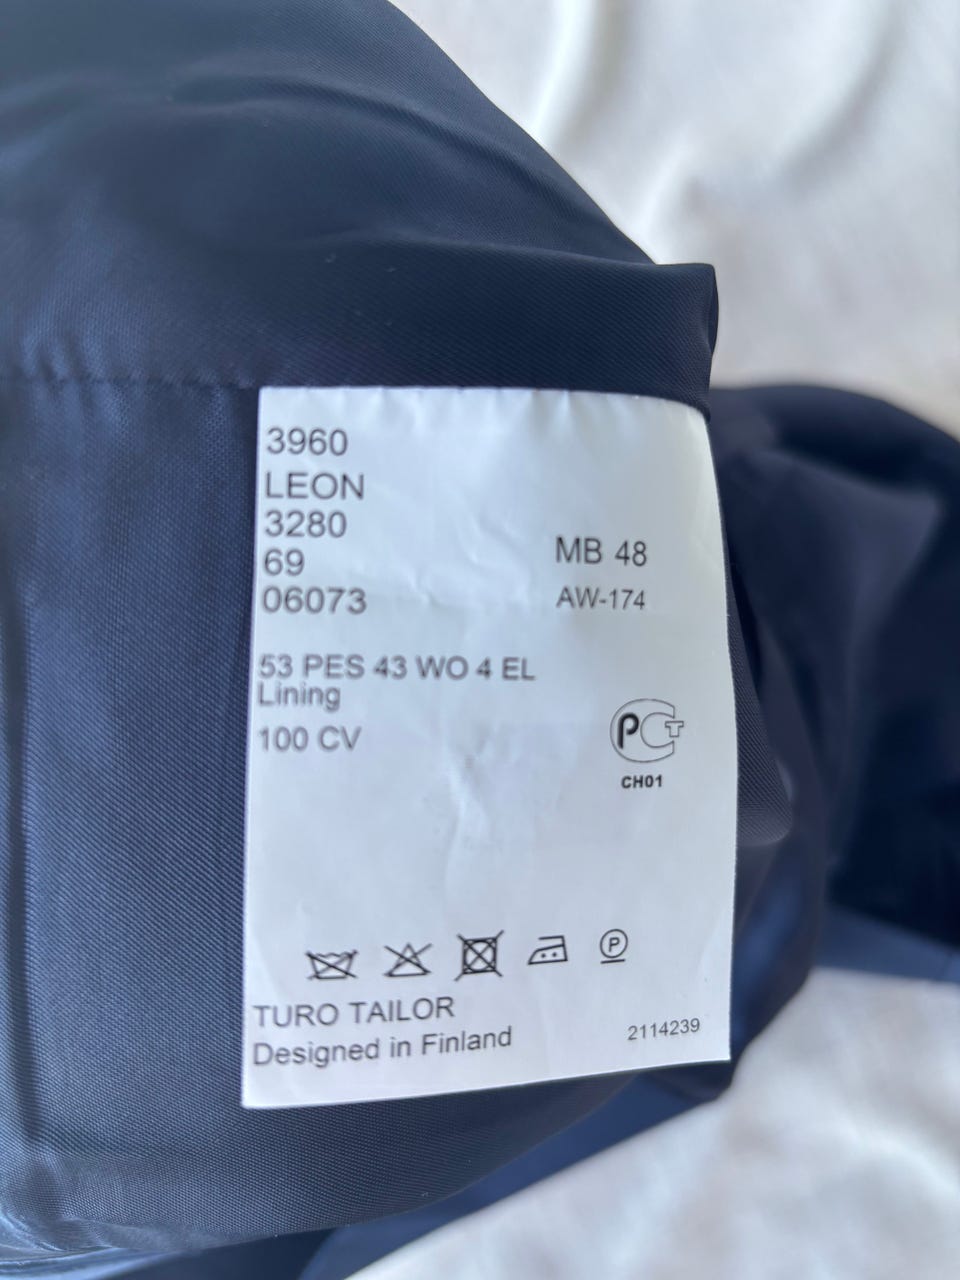 3960
LEON
3280
69
06073
MB 48
AW-174
53 PES 43 WO 4 EL
Lining
100 CV
РСТ
CH01
P
TURO TAILOR
Designed in Finland
2114239